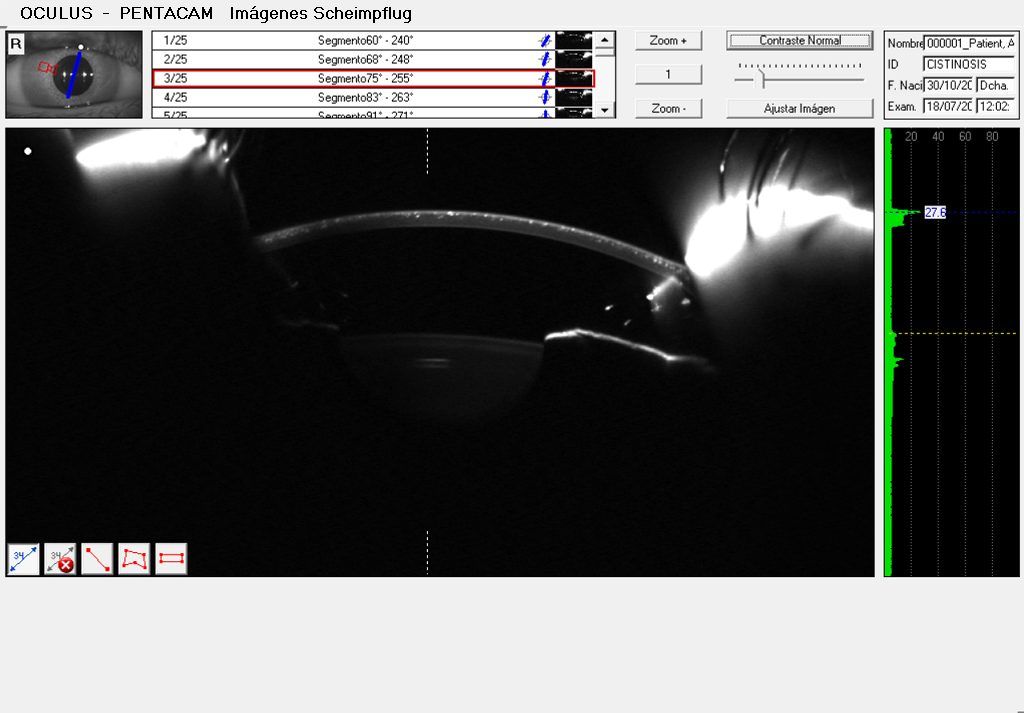 OCULUS - PENTACAM Imágenes Scheimpflug
R
1/25 Segmento60° - 240°
2/25 Segmento68° - 248°
3/25 Segmento75° - 255°
4/25 Segmento83° - 263°
5/25 Segmento91° - 271°
Zoom +
1
Zoom -
Contraste Normal
Ajustar Imágen
Nombre 000001_Patient, A
ID CISTINOSIS
F. Naci 30/10/20 Dcha.
Exam. 18/07/20 12:02:
20 40 60 80
27.6
34
34